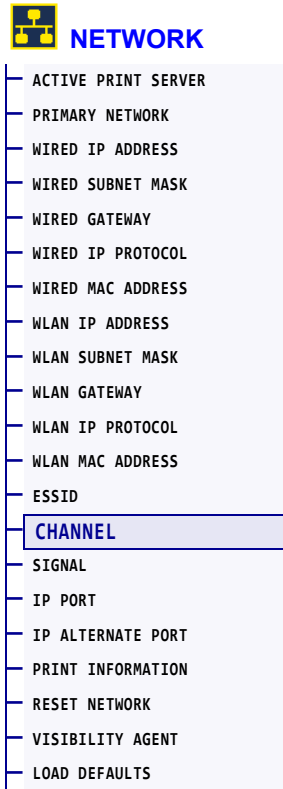 NETWORK
ACTIVE PRINT SERVER
PRIMARY NETWORK
WIRED IP ADDRESS
WIRED SUBNET MASK
WIRED GATEWAY
WIRED IP PROTOCOL
WIRED MAC ADDRESS
WLAN IP ADDRESS
WLAN SUBNET MASK
WLAN GATEWAY
WLAN IP PROTOCOL
WLAN MAC ADDRESS
ESSID
CHANNEL
SIGNAL
IP PORT
IP ALTERNATE PORT
PRINT INFORMATION
RESET NETWORK
VISIBILITY AGENT
LOAD DEFAULTS